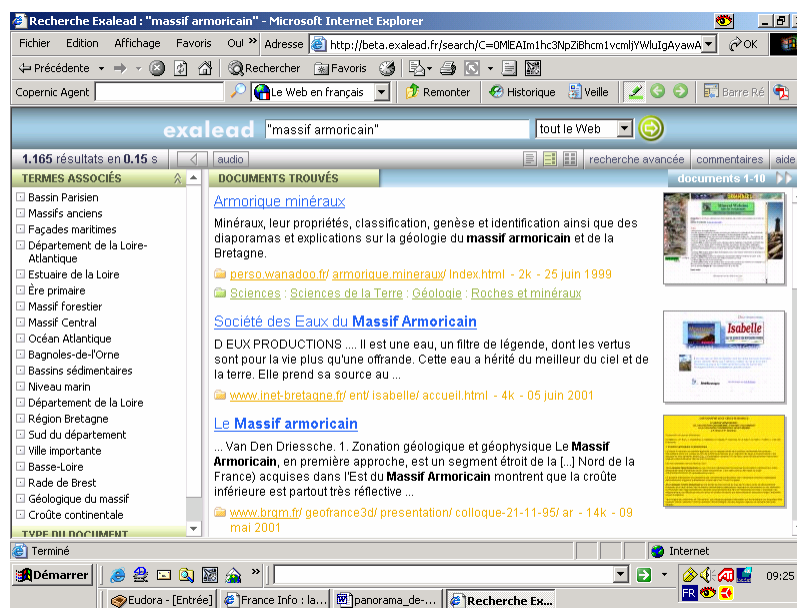 Recherche Exalead : "massif armoricain" - Microsoft Internet Explorer
Fichier Edition Affichage Favoris Oul » Adresse http://beta.exalead.fr/search/C=0MlEAIm1hc3NpZiBhcm1vcmljYWluIgAyawA OK
Précédente Rechercher Favoris
Copernic Agent Le Web en français Remonter Historique Veille Barre Ré
exalead "massif armoricain" tout le Web
1.165 résultats en 0.15 s audio recherche avancée commentaires aide
TERMES ASSOCIÉS
Bassin Parisien
Massifs anciens
Façades maritimes
Département de la Loire-
Atlantique
Estuaire de la Loire
Ère primaire
Massif forestier
Massif Central
Océan Atlantique
Bagnoles-de-l'Orne
Bassins sédimentaires
Niveau marin
Département de la Loire
Région Bretagne
Sud du département
Ville importante
Basse-Loire
Rade de Brest
Géologique du massif
Croûte continentale
TYPE DU DOCUMENT
DOCUMENTS TROUVÉS documents 1-10
Armorique minéraux
Minéraux, leur propriétés, classification, genèse et identification ainsi que des
diaporamas et explications sur la géologie du massif armoricain et de la
Bretagne.
perso.wanadoo.fr/ armorique.mineraux/ Index.html - 2k - 25 juin 1999
Sciences : Sciences de la Terre : Géologie : Roches et minéraux
Société des Eaux du Massif Armoricain
D EUX PRODUCTIONS .... Il est une eau, un filtre de légende, dont les vertus
sont pour la vie plus qu'une offrande. Cette eau a hérité du meilleur du ciel et de
la terre. Elle prend sa source au ...
www.inet-bretagne.fr/ ent/ isabelle/ accueil.html - 4k - 05 juin 2001
Isabelle
Le Massif armoricain
... Van Den Driessche. 1. Zonation géologique et géophysique Le Massif
Armoricain, en première approche, est un segment étroit de la [...] Nord de la
France) acquises dans l'Est du Massif Armoricain montrent que la croûte
inférieure est partout très réflective ...
www.brgm.fr/ geofrance3d/ presentation/ colloque-21-11-95/ ar - 14k - 09
mai 2001
Terminé Internet
Démarrer » 09:25
FR
Eudora - [Entrée] France Info : la... panorama_de-... Recherche Ex...